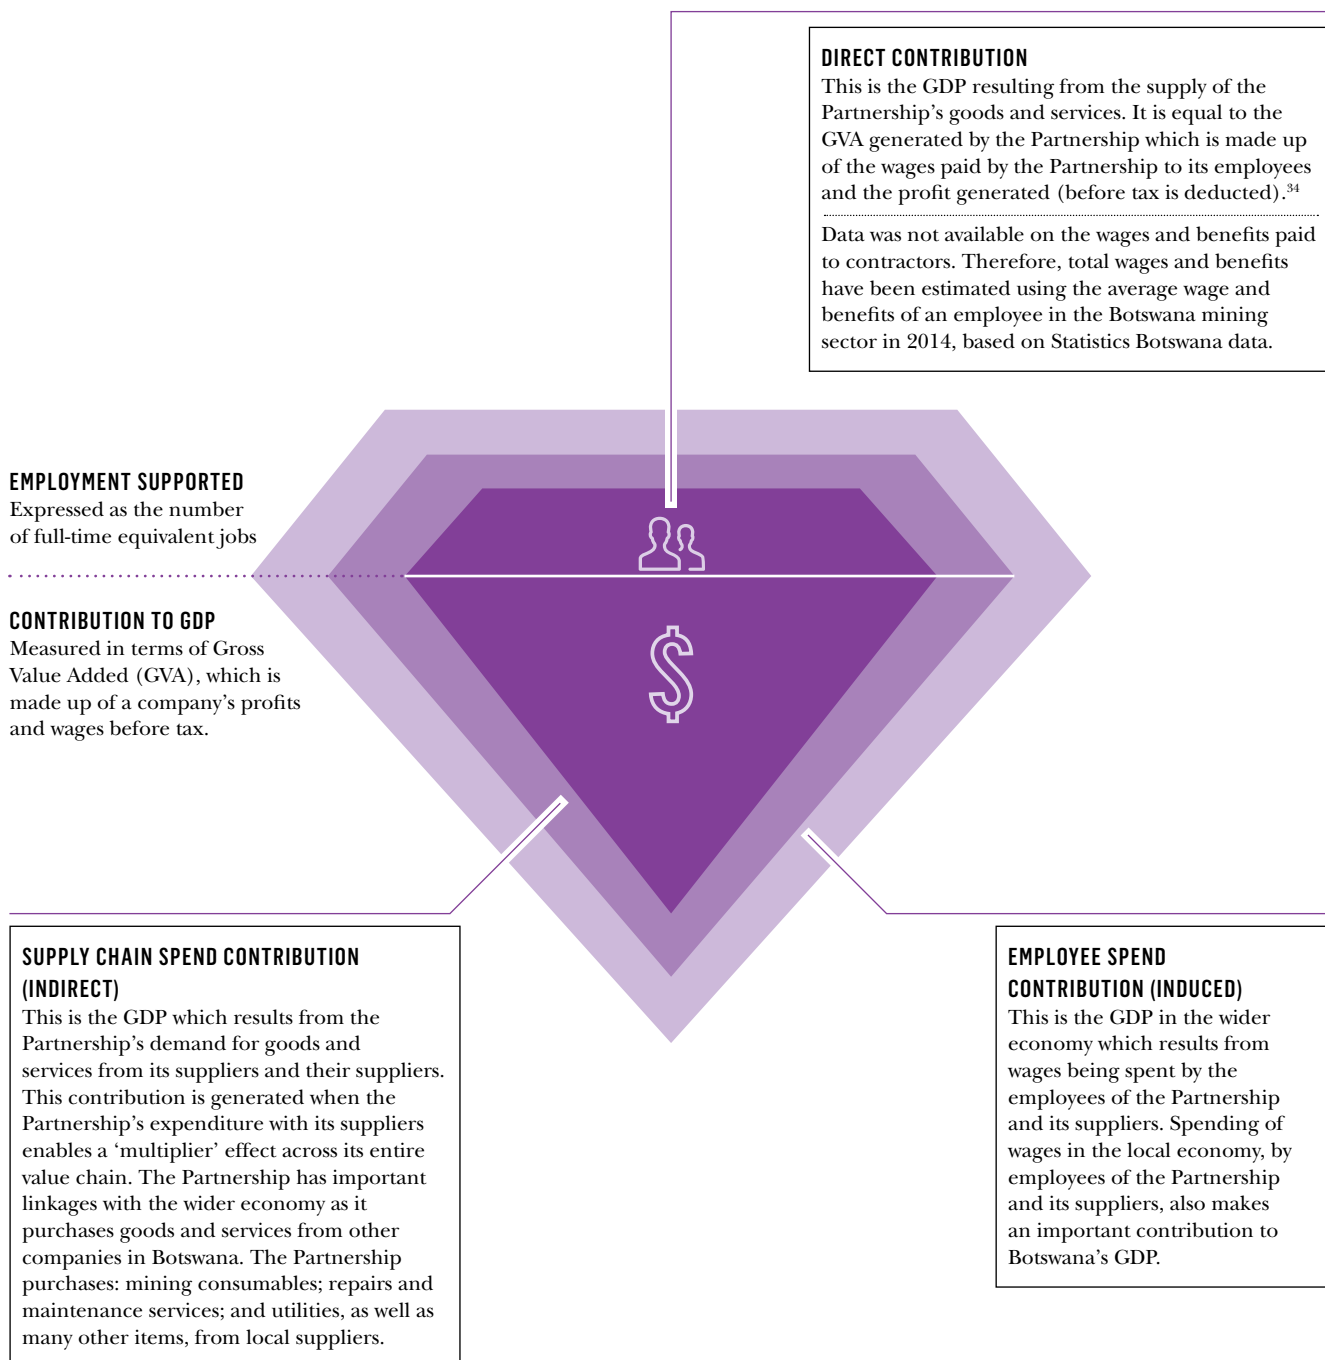 DIRECT CONTRIBUTION
This is the GDP resulting from the supply of the
Partnership’s goods and services. It is equal to the
GVA generated by the Partnership which is made up
of the wages paid by the Partnership to its employees
and the profit generated (before tax is deducted).³⁴
Data was not available on the wages and benefits paid
to contractors. Therefore, total wages and benefits
have been estimated using the average wage and
benefits of an employee in the Botswana mining
sector in 2014, based on Statistics Botswana data.
EMPLOYMENT SUPPORTED
Expressed as the number
of full-time equivalent jobs
CONTRIBUTION TO GDP
Measured in terms of Gross
Value Added (GVA), which is
made up of a company’s profits
and wages before tax.
$
SUPPLY CHAIN SPEND CONTRIBUTION
(INDIRECT)
This is the GDP which results from the
Partnership’s demand for goods and
services from its suppliers and their suppliers.
This contribution is generated when the
Partnership’s expenditure with its suppliers
enables a ‘multiplier’ effect across its entire
value chain. The Partnership has important
linkages with the wider economy as it
purchases goods and services from other
companies in Botswana. The Partnership
purchases: mining consumables; repairs and
maintenance services; and utilities, as well as
many other items, from local suppliers.
EMPLOYEE SPEND
CONTRIBUTION (INDUCED)
This is the GDP in the wider
economy which results from
wages being spent by the
employees of the Partnership
and its suppliers. Spending of
wages in the local economy, by
employees of the Partnership
and its suppliers, also makes
an important contribution to
Botswana’s GDP.